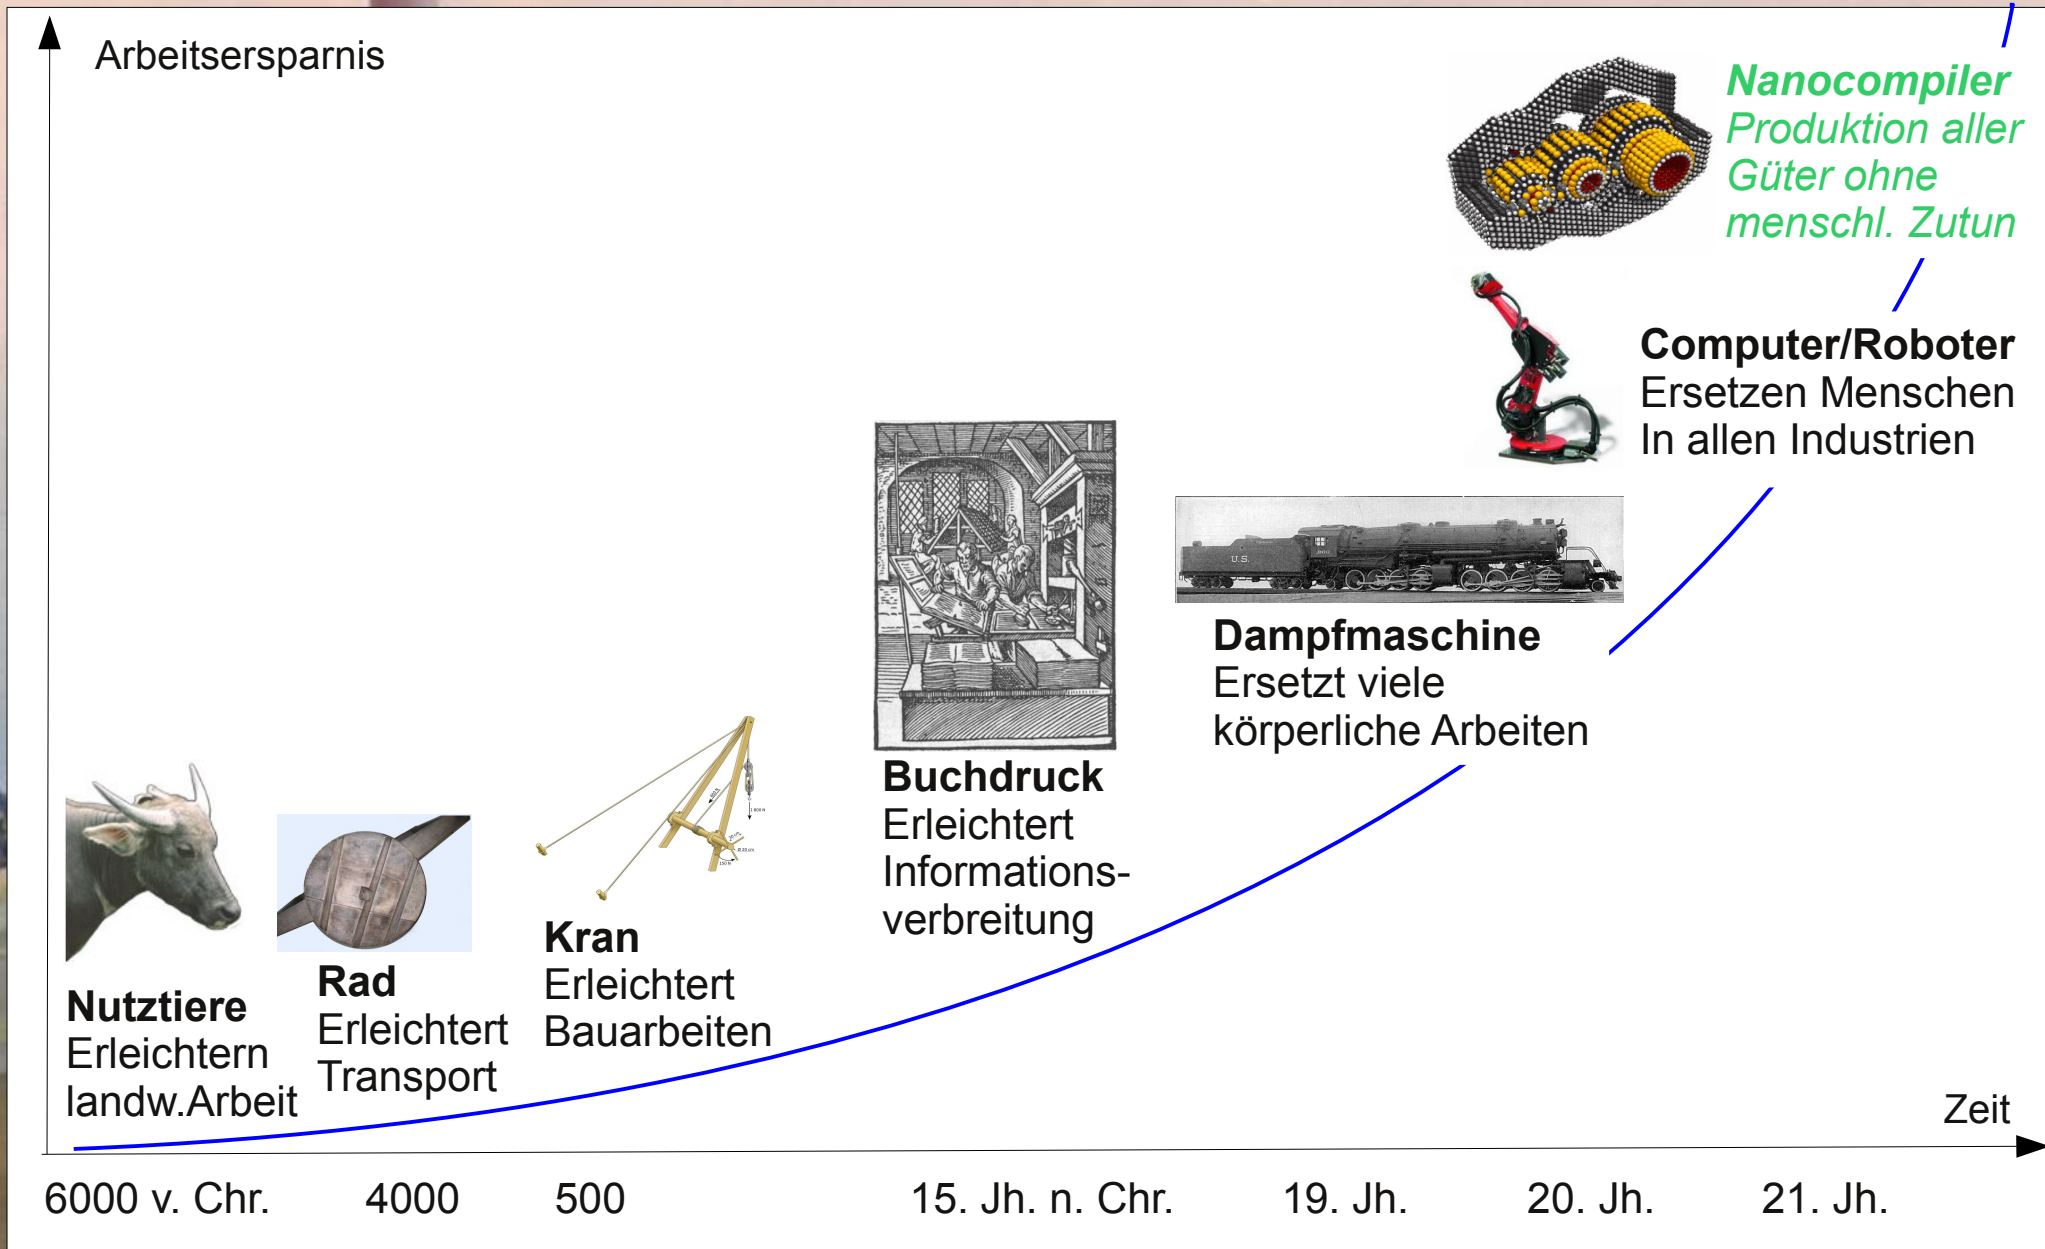 Arbeitsersparnis
Nanocompiler
Produktion aller
Güter ohne
menschl. Zutun
Computer/Roboter
Ersetzen Menschen
In allen Industrien
U.S.
Dampfmaschine
Ersetzt viele
körperliche Arbeiten
Buchdruck
Erleichtert
Informations-
verbreitung
Kran
Erleichtert
Bauarbeiten
Rad
Erleichtert
Transport
Nutztiere
Erleichtern
landw.Arbeit
Zeit
6000 v. Chr. 4000 500 15. Jh. n. Chr. 19. Jh. 20. Jh. 21. Jh.